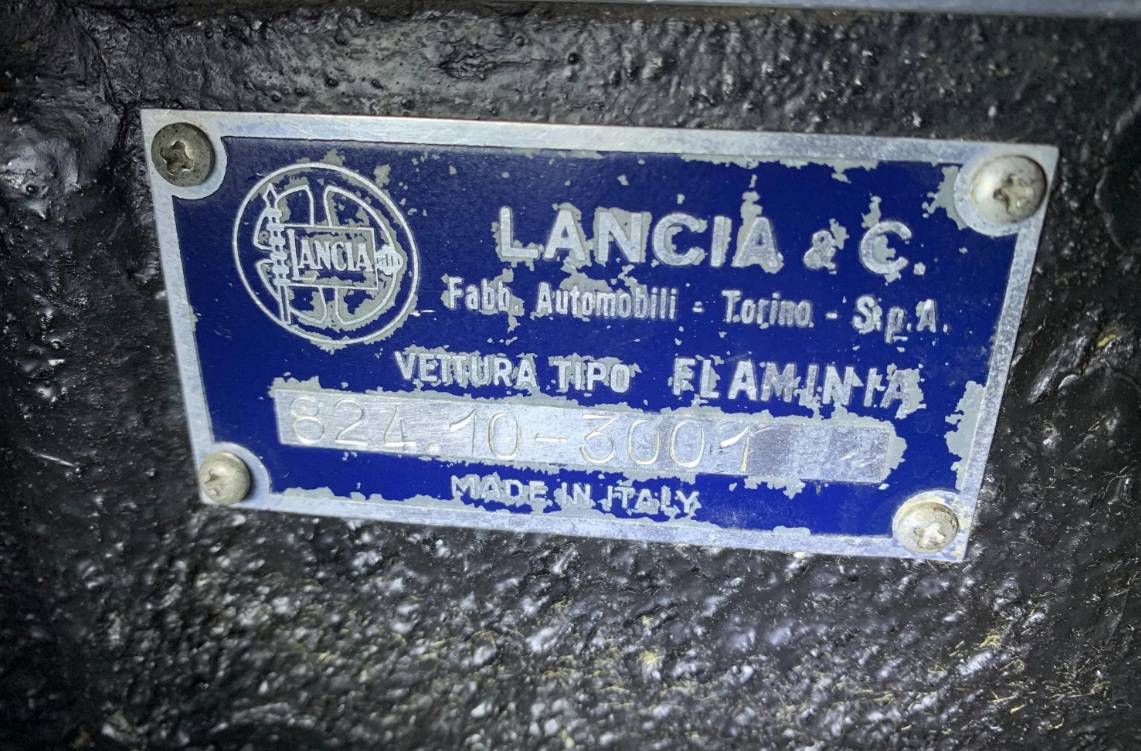 LANCIA
LANCIA & C.
Fabb. Automobili - Torino - S.p.A.
VETTURA TIPO FLAMINIA
824.10-3001
MADE IN ITALY